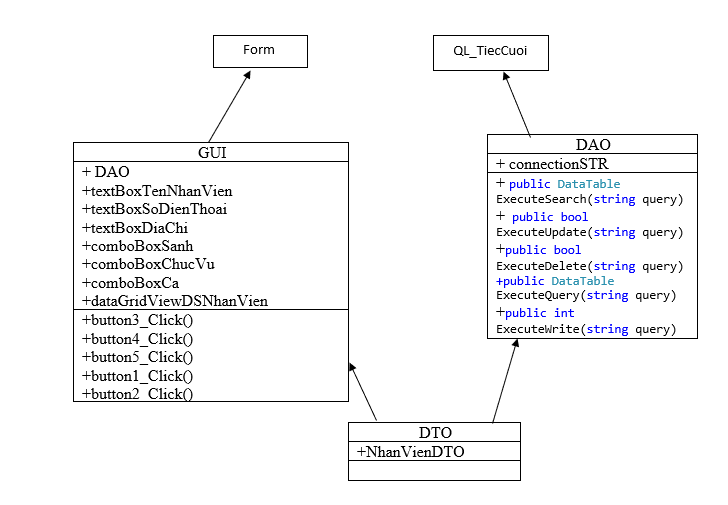 Form
QL_TiecCuoi
GUI
+ DAO
+textBoxTenNhanVien
+textBoxSoDienThoai
+textBoxDiaChi
+comboBoxSanh
+comboBoxChucVu
+comboBoxCa
+dataGridViewDSNhanVien
+button3_Click()
+button4_Click()
+button5_Click()
+button1_Click()
+button2_Click()
DAO
+ connectionSTR
+ public DataTable
ExecuteSearch(string query)
+ public bool
ExecuteUpdate(string query)
+public bool
ExecuteDelete(string query)
+public DataTable
ExecuteQuery(string query)
+public int
ExecuteWrite(string query)
DTO
+NhanVienDTO